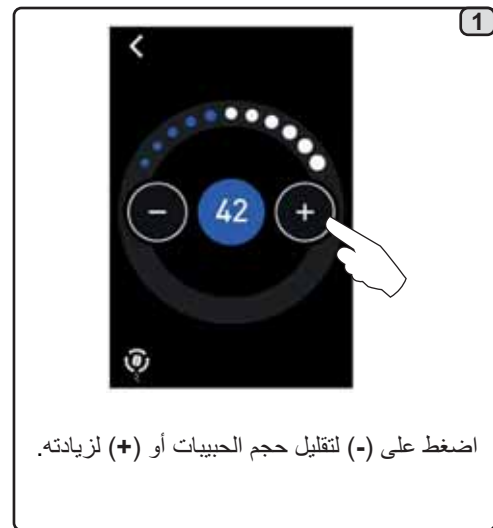 1
−
42
+
اضغط على (-) لتقليل حجم الحبيبات أو (+) لزيادته.